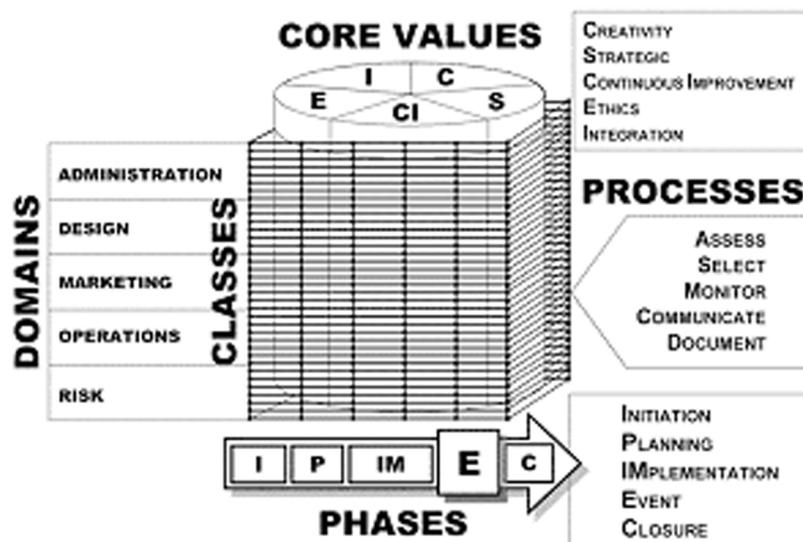 CORE VALUES
I C
E S
CI
CREATIVITY
STRATEGIC
CONTINUOUS IMPROVEMENT
ETHICS
INTEGRATION
DOMAINS
ADMINISTRATION
DESIGN
MARKETING
OPERATIONS
RISK
CLASSES
PROCESSES
ASSESS
SELECT
MONITOR
COMMUNICATE
DOCUMENT
I P IM E C
PHASES
INITIATION
PLANNING
IMPLEMENTATION
EVENT
CLOSURE